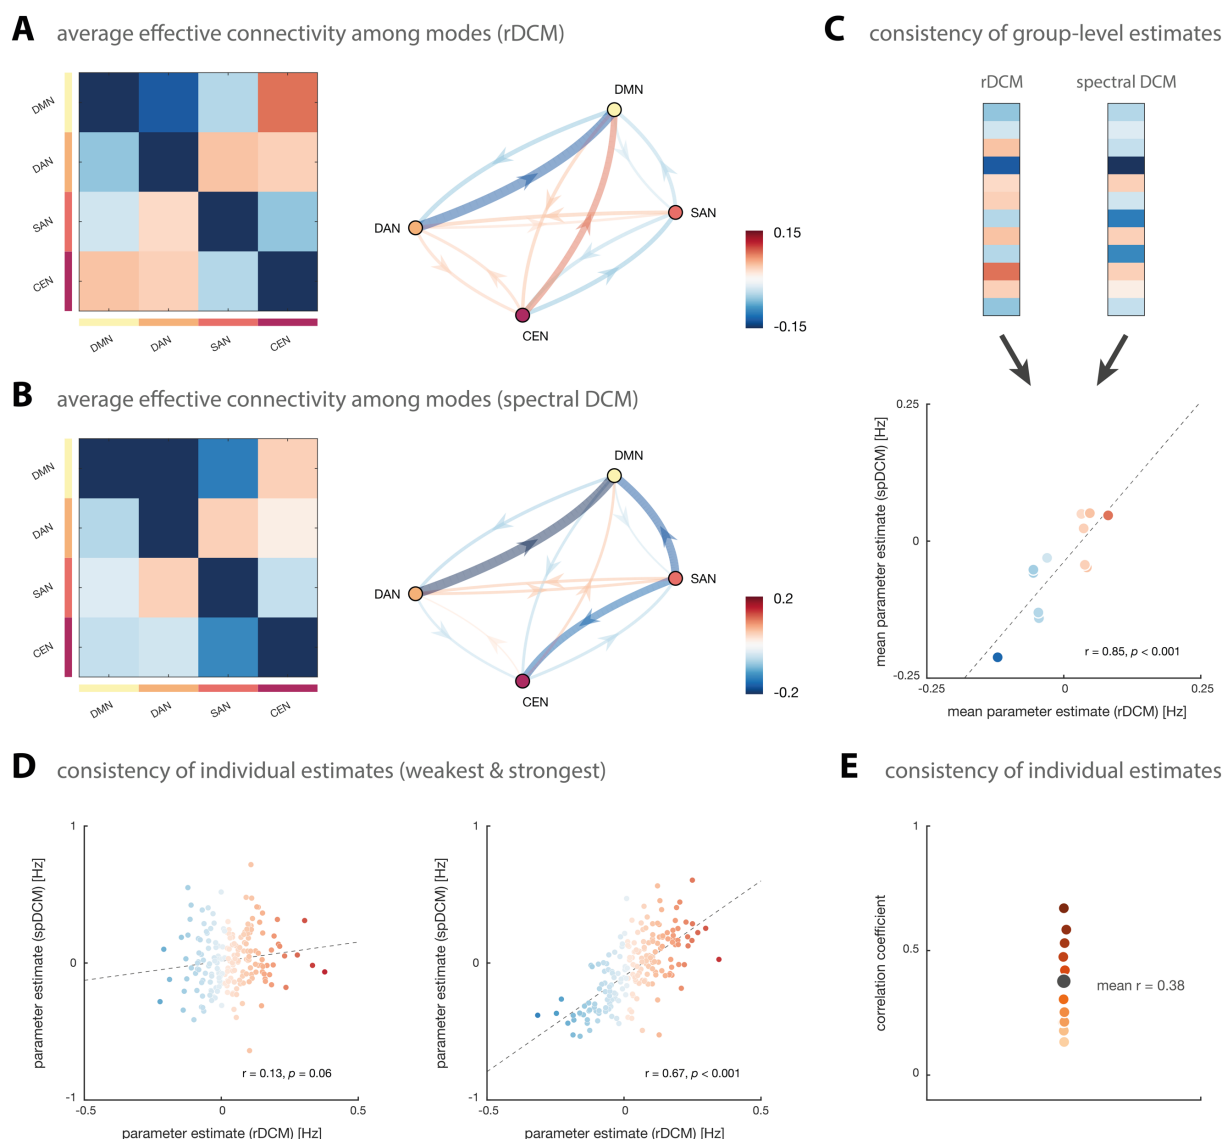 A average effective connectivity among modes (rDCM)
DMN
DAN
SAN
CEN
DMN
DAN
SAN
CEN
DMN
DAN
SAN
CEN
0.15
-0.15
B average effective connectivity among modes (spectral DCM)
DMN
DAN
SAN
CEN
DMN
DAN
SAN
CEN
DMN
DAN
SAN
CEN
0.2
-0.2
C consistency of group-level estimates
rDCM spectral DCM
mean parameter estimate (spDCM) [Hz]
0.25
0
-0.25
r = 0.85, p < 0.001
-0.25 0 0.25
mean parameter estimate (rDCM) [Hz]
D consistency of individual estimates (weakest & strongest)
parameter estimate (spDCM) [Hz]
1
0
-1
r = 0.13, p = 0.06
-0.5 0 0.5
parameter estimate (rDCM) [Hz]
parameter estimate (spDCM) [Hz]
1
0
-1
r = 0.67, p < 0.001
-0.5 0 0.5
parameter estimate (rDCM) [Hz]
E consistency of individual estimates
correlation coefficient
1
0.5
0
mean r = 0.38